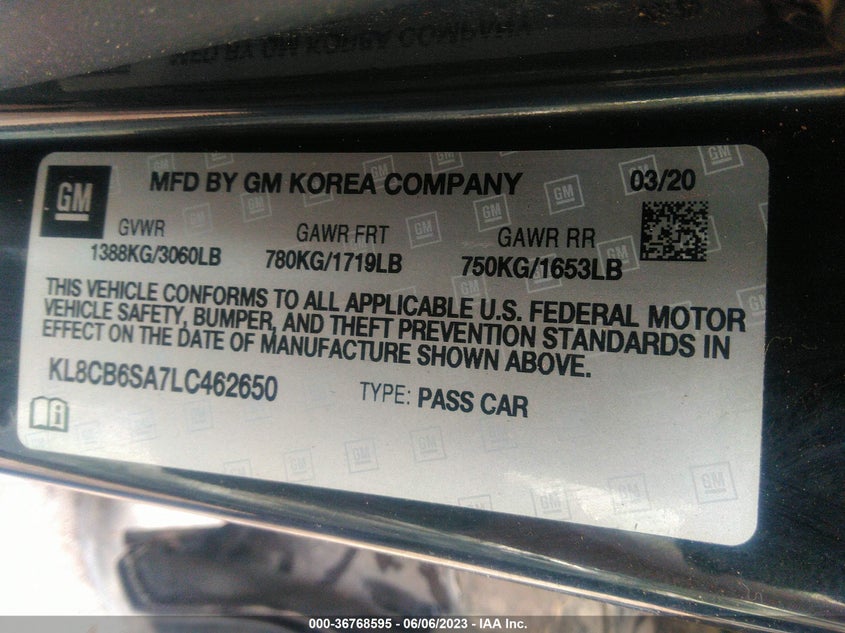 GM
MFD BY GM KOREA COMPANY 03/20
GVWR GAWR FRT GAWR RR
1388KG/3060LB 780KG/1719LB 750KG/1653LB
THIS VEHICLE CONFORMS TO ALL APPLICABLE U.S. FEDERAL MOTOR
VEHICLE SAFETY, BUMPER, AND THEFT PREVENTION STANDARDS IN
EFFECT ON THE DATE OF MANUFACTURE SHOWN ABOVE.
KL8CB6SA7LC462650 TYPE: PASS CAR
000-36768595 - 06/06/2023 - IAA Inc.